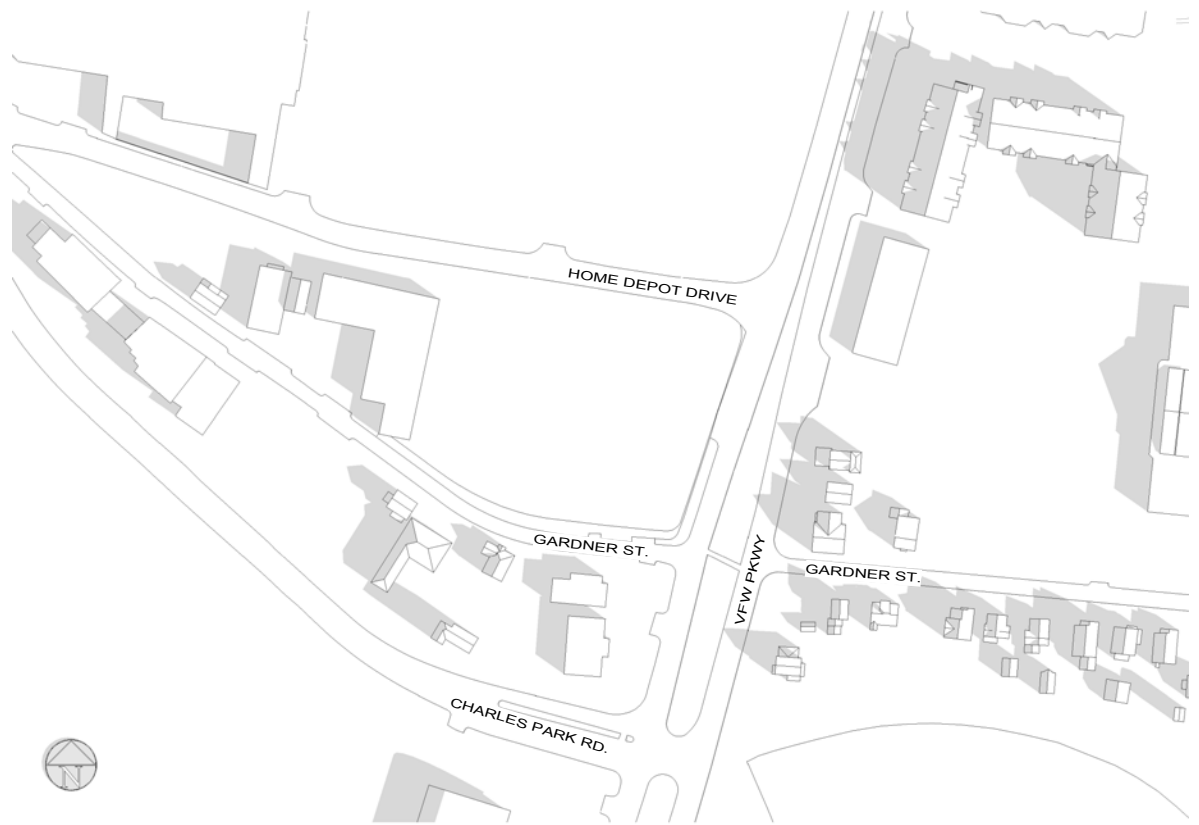 HOME DEPOT DRIVE
GARDNER ST.
VFW PKWY
GARDNER ST.
CHARLES PARK RD.
N